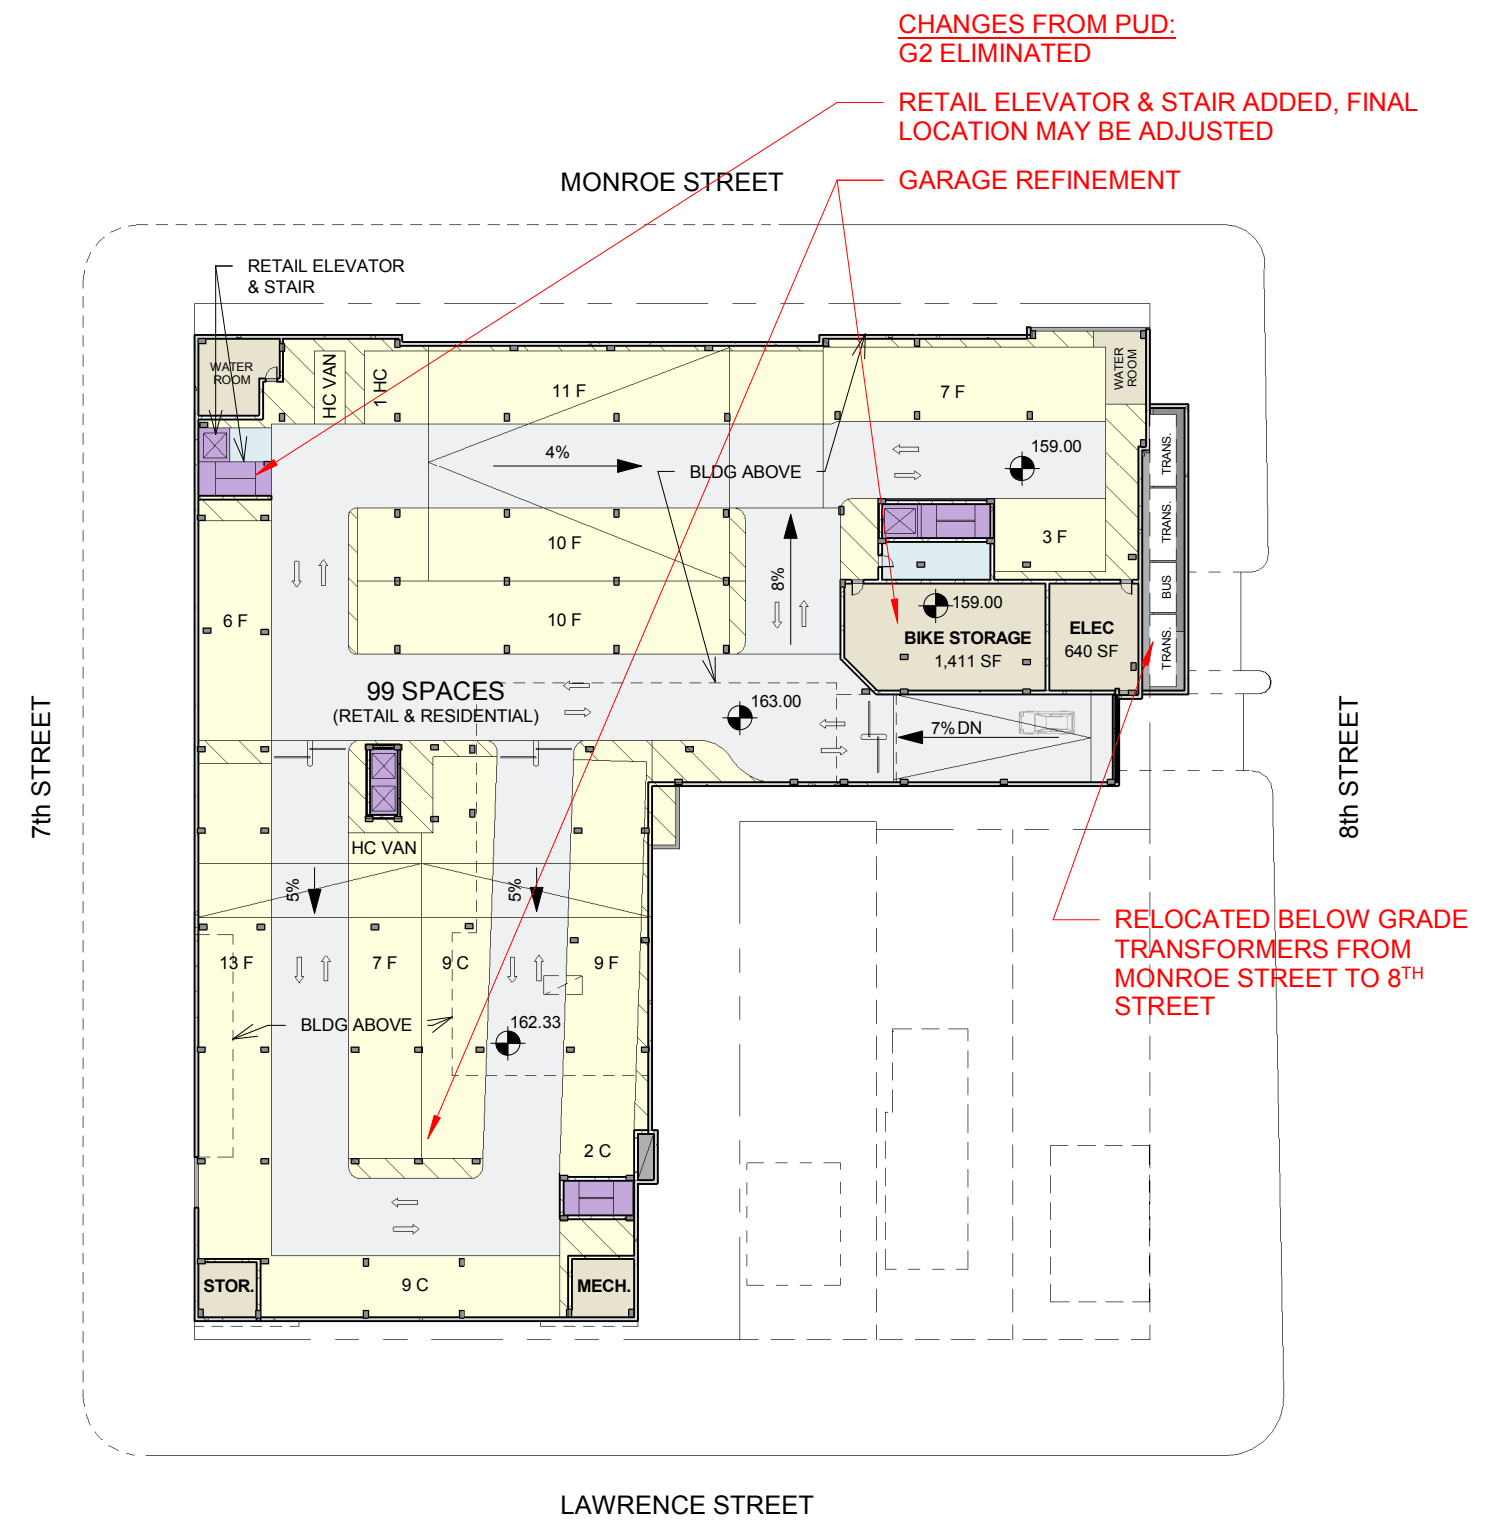 CHANGES FROM PUD:
G2 ELIMINATED
RETAIL ELEVATOR & STAIR ADDED, FINAL
LOCATION MAY BE ADJUSTED
MONROE STREET
GARAGE REFINEMENT
RETAIL ELEVATOR
& STAIR
WATER
ROOM
HC VAN
1 HC
11 F
7 F
WATER
ROOM
4%
BLDG ABOVE
159.00
TRANS.
TRANS.
BUS
TRANS.
10 F
3 F
8%
10 F
6 F
159.00
BIKE STORAGE
1,411 SF
ELEC
640 SF
99 SPACES
(RETAIL & RESIDENTIAL)
163.00
7% DN
7th STREET
8th STREET
HC VAN
5%
5%
13 F
7 F
9 C
9 F
BLDG ABOVE
162.33
RELOCATED BELOW GRADE
TRANSFORMERS FROM
MONROE STREET TO 8TH
STREET
2 C
STOR.
9 C
MECH.
LAWRENCE STREET